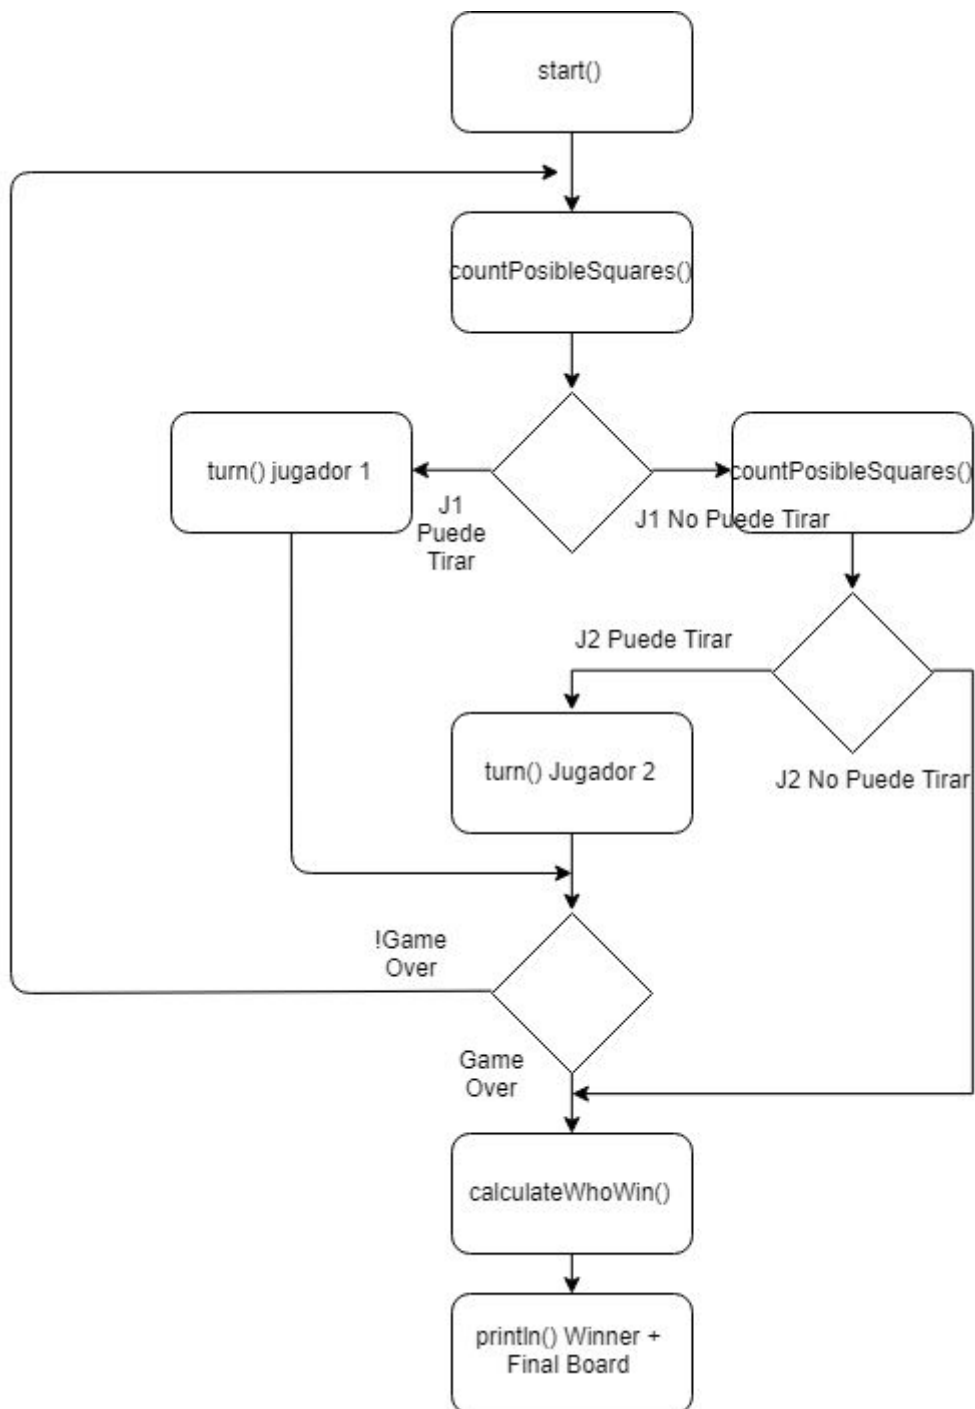 start()
countPosibleSquares()
turn() jugador 1
countPosibleSquares()
J1
Puede
Tirar
J1 No Puede Tirar
J2 Puede Tirar
turn() Jugador 2
J2 No Puede Tirar
!Game
Over
Game
Over
calculateWhoWin()
println() Winner +
Final Board